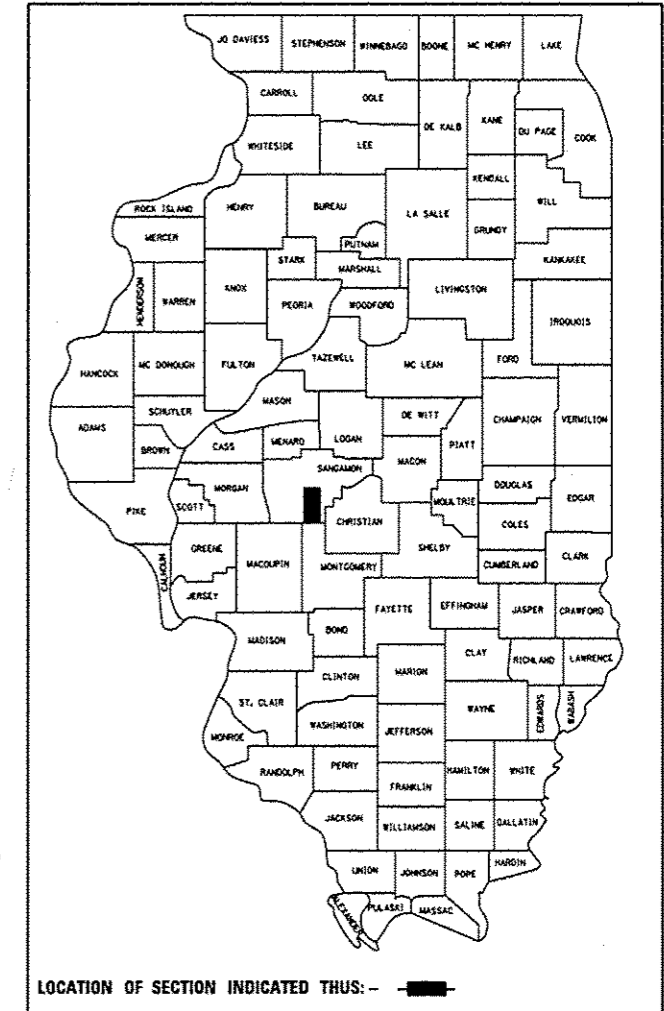 JO DAVIESS STEPHENSON WINNEBAGO BOONE MC HENRY LAKE
CARROLL OGLE DE KALB KANE DU PAGE COOK
WHITESIDE LEE
KENDALL
ROCK ISLAND HENRY BUREAU LA SALLE GRUNDY WILL
MERCER PUTNAM
STARK MARSHALL KANKAKEE
HENDERSON WARREN KNOX PEORIA WOODFORD LIVINGSTON
IROQUOIS
HANCOCK MC DONOUGH FULTON TAZEWELL MC LEAN FORD
MASON
ADAMS SCHUYLER DE WITT CHAMPAIGN VERMILION
BROWN CASS MENARD LOGAN MACON PIATT
SANGAMON
PIKE SCOTT MORGAN CHRISTIAN MOULTRIE DOUGLAS EDGAR
COLES
CALHOUN GREENE MACOUPIN MONTGOMERY SHELBY CUMBERLAND CLARK
JERSEY FAYETTE EFFINGHAM JASPER CRAWFORD
MADISON BOND
CLINTON MARION CLAY RICHLAND LAWRENCE
ST. CLAIR WAYNE EDWARDS WABASH
MONROE WASHINGTON JEFFERSON
RANDOLPH PERRY HAMILTON WHITE
FRANKLIN
JACKSON WILLIAMSON SALINE GALLATIN
UNION JOHNSON POPE HARDIN
ALEXANDER PULASKI MASSAC
LOCATION OF SECTION INDICATED THUS: -